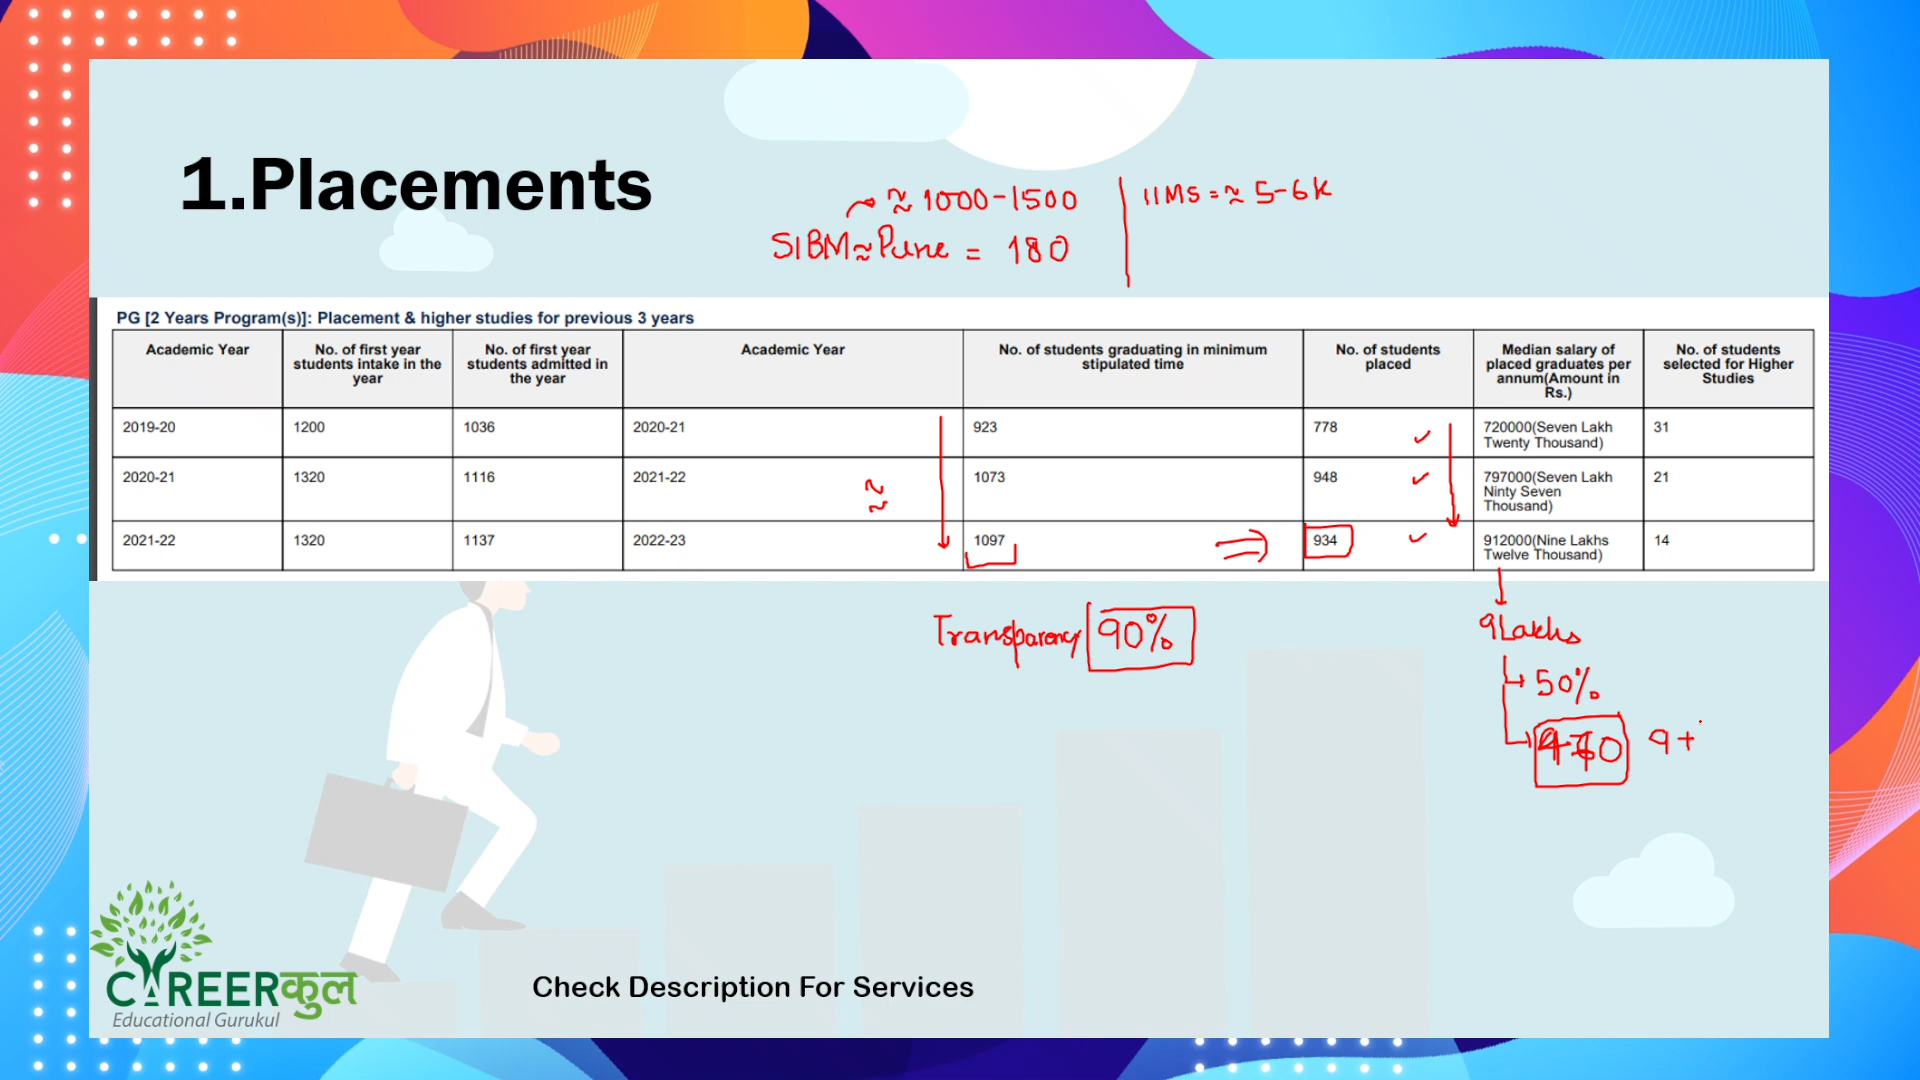 1.Placements
≈ 1000-1500
IIMS = ≈ 5-6K
SIBM≈Pune = 180
PG [2 Years Program(s)]: Placement & higher studies for previous 3 years
Academic Year
No. of first year
students intake in the
year
No. of first year
students admitted in
the year
Academic Year
No. of students graduating in minimum
stipulated time
No. of students
placed
Median salary of
placed graduates per
annum(Amount in
Rs.)
No. of students
selected for Higher
Studies
2019-20
1200
1036
2020-21
923
778
720000(Seven Lakh
Twenty Thousand)
31
2020-21
1320
1116
2021-22
≈
1073
948
797000(Seven Lakh
Ninty Seven
Thousand)
21
2021-22
1320
1137
2022-23
1097
934
912000(Nine Lakhs
Twelve Thousand)
14
Transparency 90%
9Lakhs
50%
9+
CAREERकुल
Educational Gurukul
Check Description For Services